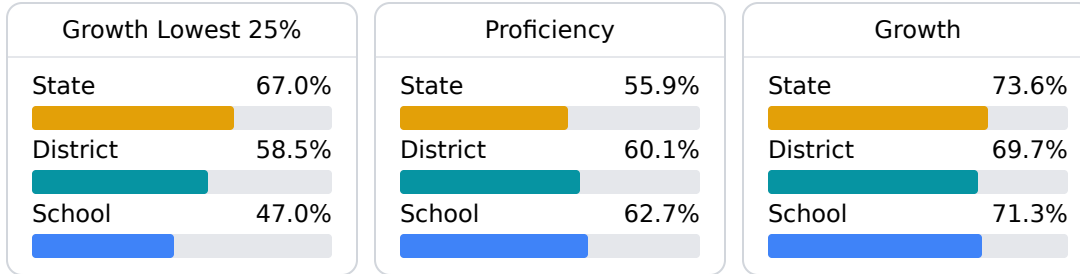 Growth Lowest 25%
State 67.0%
District 58.5%
School 47.0%
Proficiency
State 55.9%
District 60.1%
School 62.7%
Growth
State 73.6%
District 69.7%
School 71.3%